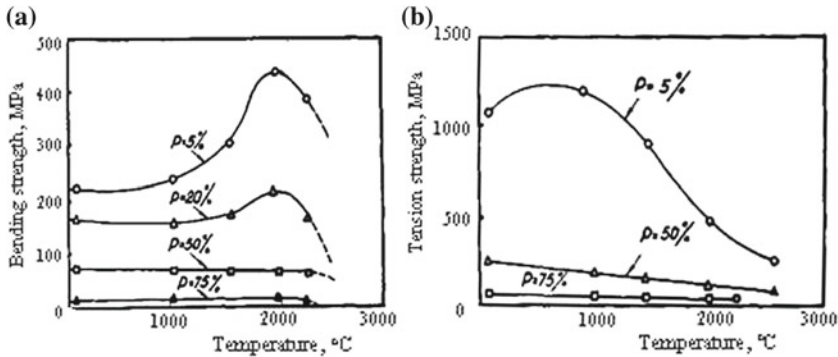 (a)
500
400
300
200
100
0
Bending strength, MPa
P=5%
P=20%
P=50%
P=75%
1000
2000
3000
Temperature, °C
(b)
1500
1000
500
0
Tension strength, MPa
P= 5%
P= 50%
P=75%
1000
2000
3000
Temperature, °C